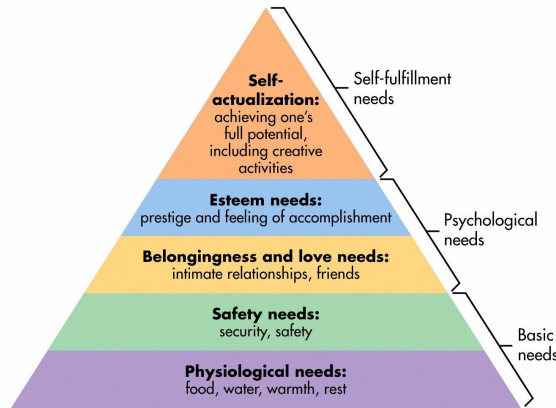 Self-
actualization:
achieving one's
full potential,
including creative
activities
Self-fulfillment
needs
Esteem needs:
prestige and feeling of accomplishment
Belongingness and love needs:
intimate relationships, friends
Psychological
needs
Safety needs:
security, safety
Physiological needs:
food, water, warmth, rest
Basic
needs